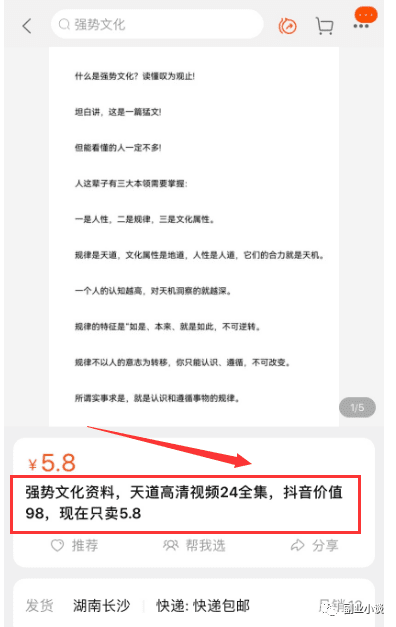 强势文化
什么是强势文化?读懂叹为观止!
坦白讲,这是一篇猛文!
但能看懂的人一定不多!
人这辈子有三大本领需要掌握:
一是人性,二是规律,三是文化属性。
规律是天道,文化属性是地道,人性是人道,它们的合力就是天机。
一个人的认知越高,对天机洞察的就越深。
规律的特征是“如是、本来、就是如此,不可逆转。
规律不以人的意志为转移,你只能认识、遵循,不可改变。
所谓实事求是,就是认识和遵循事物的规律。
1/5
¥5.8
强势文化资料,天道高清视频24全集,抖音价值
98,现在只卖5.8
推荐 帮我选 分享
发货 湖南长沙 快递: 快递包邮
副业小谈